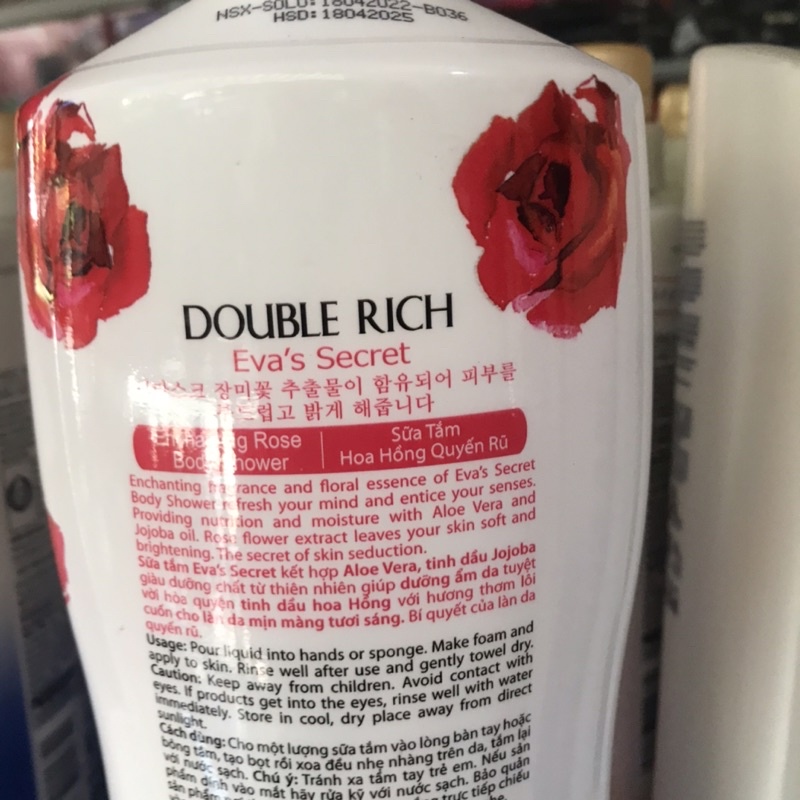 NSX-SOLO: 18042022-B036
HSD: 18042025
DOUBLE RICH
Eva's Secret
장미꽃 추출물이 함유되어 피부를
밝게 해줍니다
Rose
Body Shower
Sữa Tắm
Hoa Hồng Quyến Rũ
Enchanting fragrance and floral essence of Eva's Secret
Body Shower refresh your mind and entice your senses.
Providing nutrition and moisture with Aloe Vera and
Jojoba oil. Rose flower extract leaves your skin soft and
brightening. The secret of skin seduction.
Sữa tắm Eva's Secret kết hợp Aloe Vera, tinh dầu Jojoba
giàu dưỡng chất từ thiên nhiên giúp dưỡng ẩm da tuyệt
vời hòa quyện tinh dầu hoa Hồng với hương thơm lôi
cuốn cho làn da mịn màng tươi sáng. Bí quyết của làn da
quyến rũ.
Usage: Pour liquid into hands or sponge. Make foam and
apply to skin. Rinse well after use and gently towel dry.
Caution: Keep away from children. Avoid contact with
eyes. If products get into the eyes, rinse well with water
immediately. Store in cool, dry place away from direct
sunlight.
Cách dùng: Cho một lượng sữa tắm vào lòng bàn tay hoặc
bông tắm, tạo bọt rồi xoa đều nhẹ nhàng trên da, tắm lại
với nước sạch. Chú ý: Tránh xa tầm tay trẻ em. Nếu sản
phẩm dính vào mắt hãy rửa kỹ với nước sạch. Bảo quản
sản phẩm trực tiếp chiếu